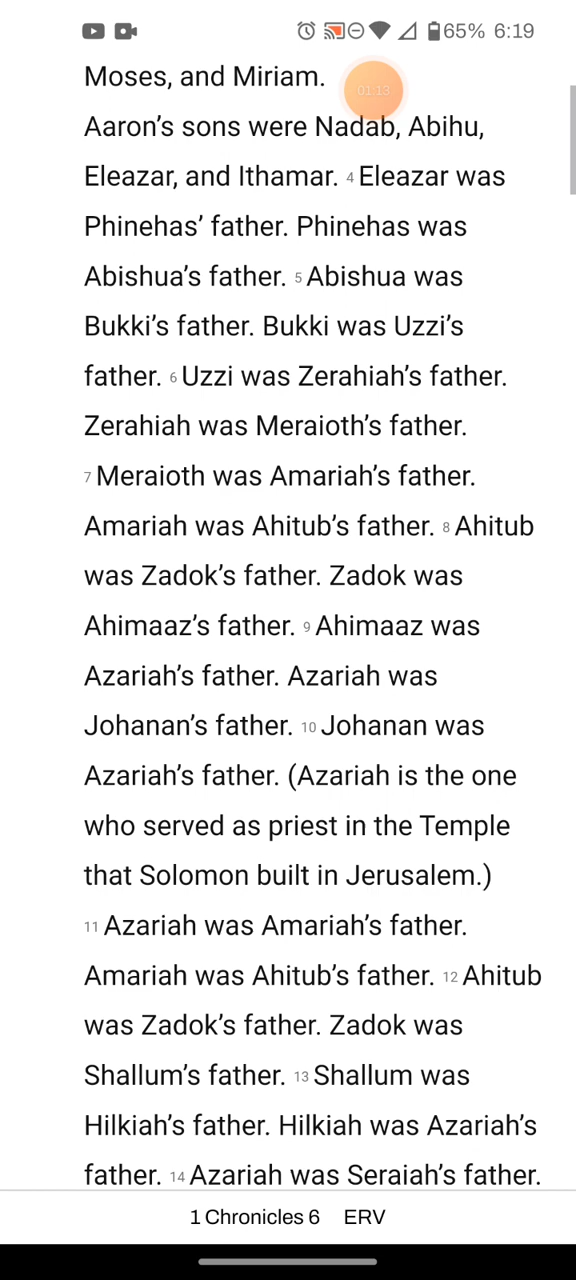 65% 6:19
Moses, and Miriam.
01:13
Aaron’s sons were Nadab, Abihu,
Eleazar, and Ithamar. 4 Eleazar was
Phinehas’ father. Phinehas was
Abishua’s father. 5 Abishua was
Bukki’s father. Bukki was Uzzi’s
father. 6 Uzzi was Zerahiah’s father.
Zerahiah was Meraioth’s father.
7 Meraioth was Amariah’s father.
Amariah was Ahitub’s father. 8 Ahitub
was Zadok’s father. Zadok was
Ahimaaz’s father. 9 Ahimaaz was
Azariah’s father. Azariah was
Johanan’s father. 10 Johanan was
Azariah’s father. (Azariah is the one
who served as priest in the Temple
that Solomon built in Jerusalem.)
11 Azariah was Amariah’s father.
Amariah was Ahitub’s father. 12 Ahitub
was Zadok’s father. Zadok was
Shallum’s father. 13 Shallum was
Hilkiah’s father. Hilkiah was Azariah’s
father. 14 Azariah was Seraiah’s father.
1 Chronicles 6 ERV